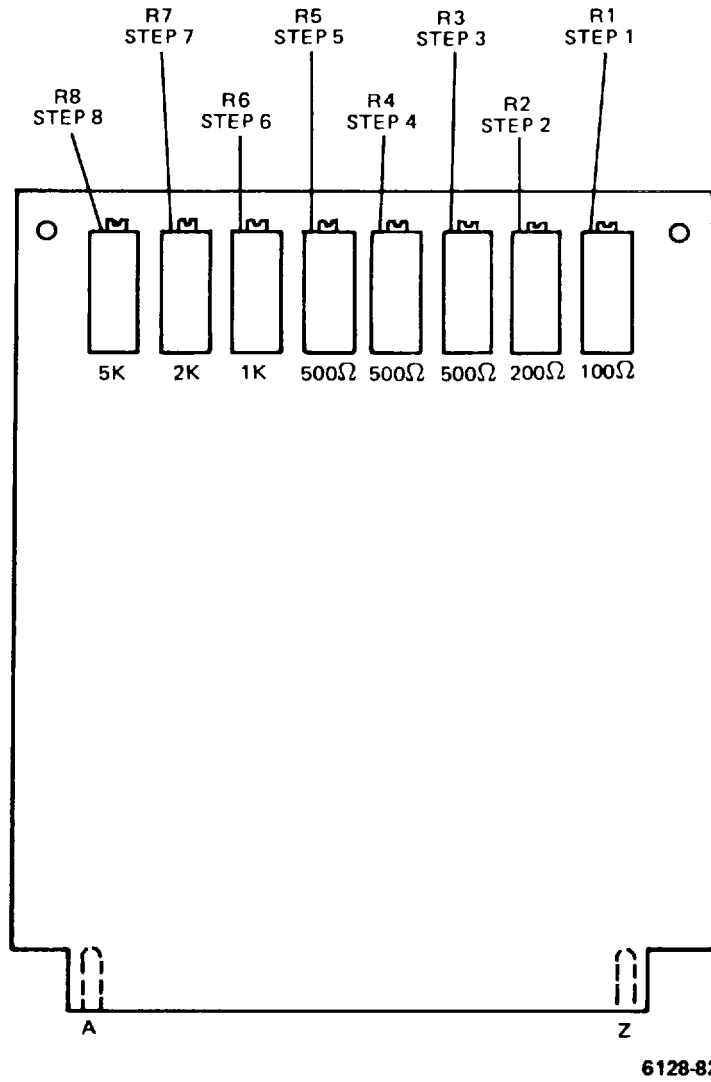 R7
STEP 7
R5
STEP 5
R3
STEP 3
R1
STEP 1
R8
STEP 8
R6
STEP 6
R4
STEP 4
R2
STEP 2
5K 2K 1K 500Ω 500Ω 500Ω 200Ω 100Ω
A Z